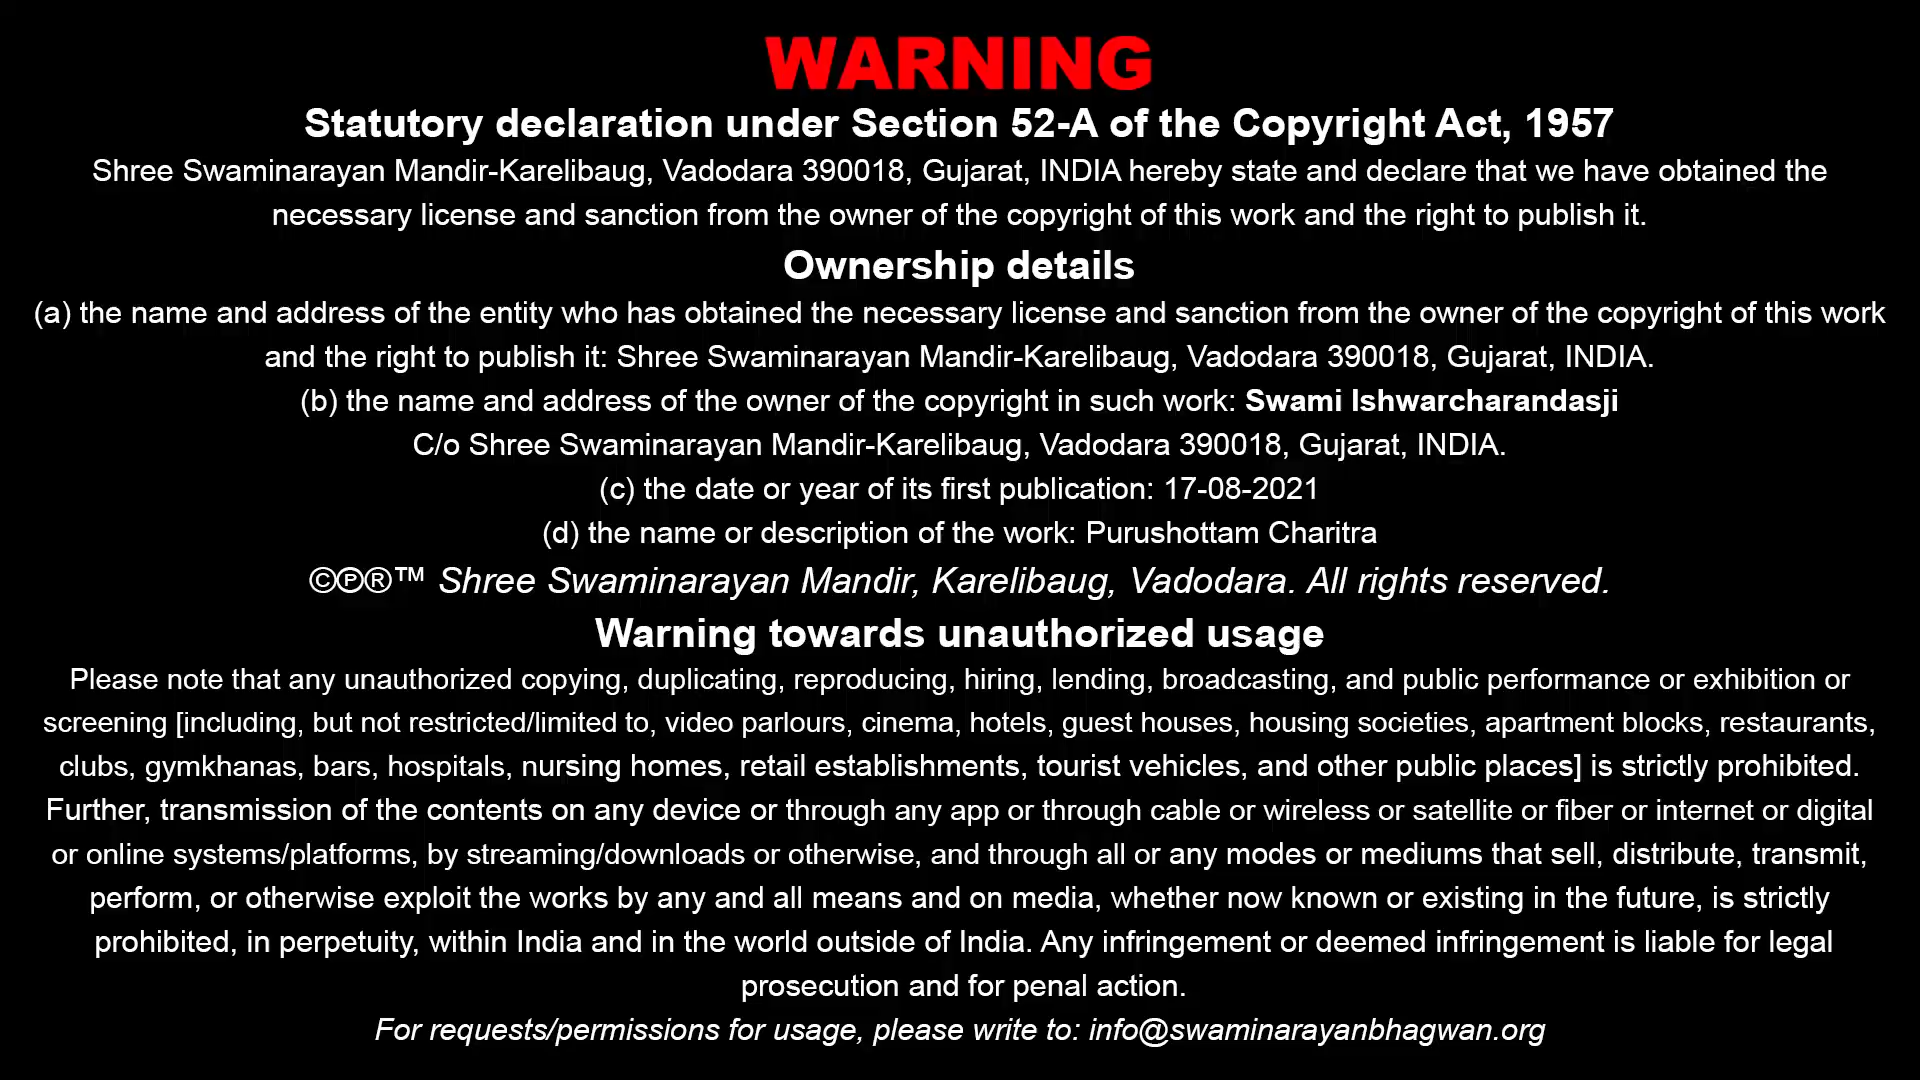 WARNING
Statutory declaration under Section 52-A of the Copyright Act, 1957
Shree Swaminarayan Mandir-Karelibaug, Vadodara 390018, Gujarat, INDIA hereby state and declare that we have obtained the
necessary license and sanction from the owner of the copyright of this work and the right to publish it.
Ownership details
(a) the name and address of the entity who has obtained the necessary license and sanction from the owner of the copyright of this work
and the right to publish it: Shree Swaminarayan Mandir-Karelibaug, Vadodara 390018, Gujarat, INDIA.
(b) the name and address of the owner of the copyright in such work: Swami Ishwarcharandasji
C/o Shree Swaminarayan Mandir-Karelibaug, Vadodara 390018, Gujarat, INDIA.
(c) the date or year of its first publication: 17-08-2021
(d) the name or description of the work: Purushottam Charitra
©℗®™ Shree Swaminarayan Mandir, Karelibaug, Vadodara. All rights reserved.
Warning towards unauthorized usage
Please note that any unauthorized copying, duplicating, reproducing, hiring, lending, broadcasting, and public performance or exhibition or
screening [including, but not restricted/limited to, video parlours, cinema, hotels, guest houses, housing societies, apartment blocks, restaurants,
clubs, gymkhanas, bars, hospitals, nursing homes, retail establishments, tourist vehicles, and other public places] is strictly prohibited.
Further, transmission of the contents on any device or through any app or through cable or wireless or satellite or fiber or internet or digital
or online systems/platforms, by streaming/downloads or otherwise, and through all or any modes or mediums that sell, distribute, transmit,
perform, or otherwise exploit the works by any and all means and on media, whether now known or existing in the future, is strictly
prohibited, in perpetuity, within India and in the world outside of India. Any infringement or deemed infringement is liable for legal
prosecution and for penal action.
For requests/permissions for usage, please write to: info@swaminarayanbhagwan.org